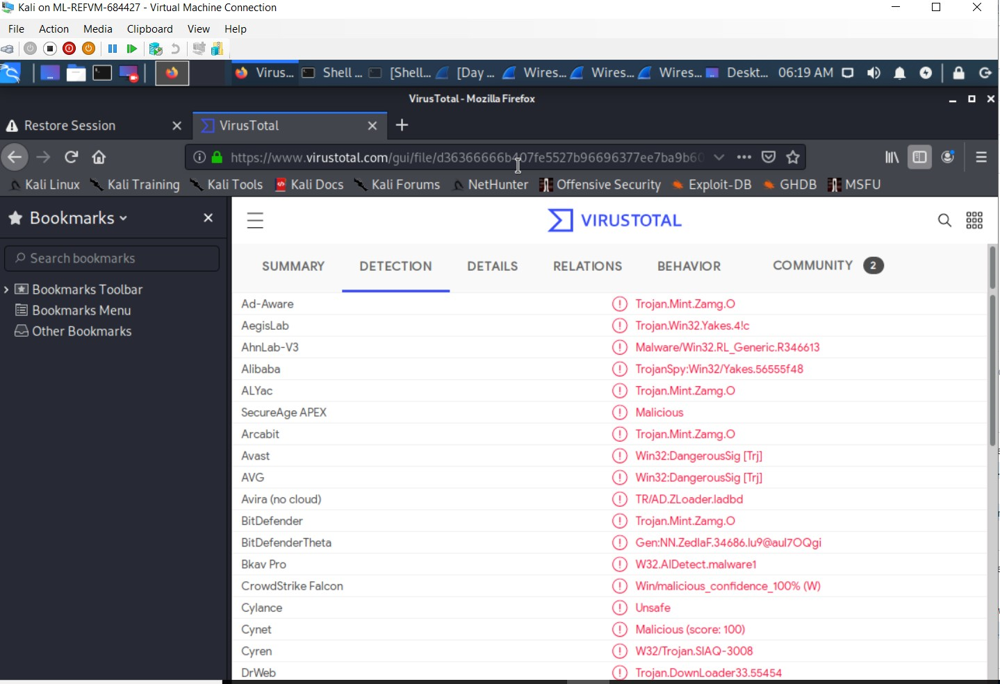 Kali on ML-REFVM-684427 - Virtual Machine Connection
File Action Media Clipboard View Help
Virus... Shell ... [Shell... [Day ... Wires... Wires... Wires... Deskt... 06:19 AM
VirusTotal - Mozilla Firefox
Restore Session VirusTotal
https://www.virustotal.com/gui/file/d36366666b407fe5527b96696377ee7ba9b60
Kali Linux Kali Training Kali Tools Kali Docs Kali Forums NetHunter Offensive Security Exploit-DB GHDB MSFU
Bookmarks
Search bookmarks
Bookmarks Toolbar
Bookmarks Menu
Other Bookmarks
VIRUSTOTAL
SUMMARY DETECTION DETAILS RELATIONS BEHAVIOR COMMUNITY 2
Ad-Aware Trojan.Mint.Zamg.O
AegisLab Trojan.Win32.Yakes.4!c
AhnLab-V3 Malware/Win32.RL_Generic.R346613
Alibaba TrojanSpy:Win32/Yakes.56555f48
ALYac Trojan.Mint.Zamg.O
SecureAge APEX Malicious
Arcabit Trojan.Mint.Zamg.O
Avast Win32:DangerousSig [Trj]
AVG Win32:DangerousSig [Trj]
Avira (no cloud) TR/AD.ZLoader.ladbd
BitDefender Trojan.Mint.Zamg.O
BitDefenderTheta Gen:NN.ZedlaF.34686.lu9@aul7OQgi
Bkav Pro W32.AIDetect.malware1
CrowdStrike Falcon Win/malicious_confidence_100% (W)
Cylance Unsafe
Cynet Malicious (score: 100)
Cyren W32/Trojan.SIAQ-3008
DrWeb Trojan.DownLoader33.55454